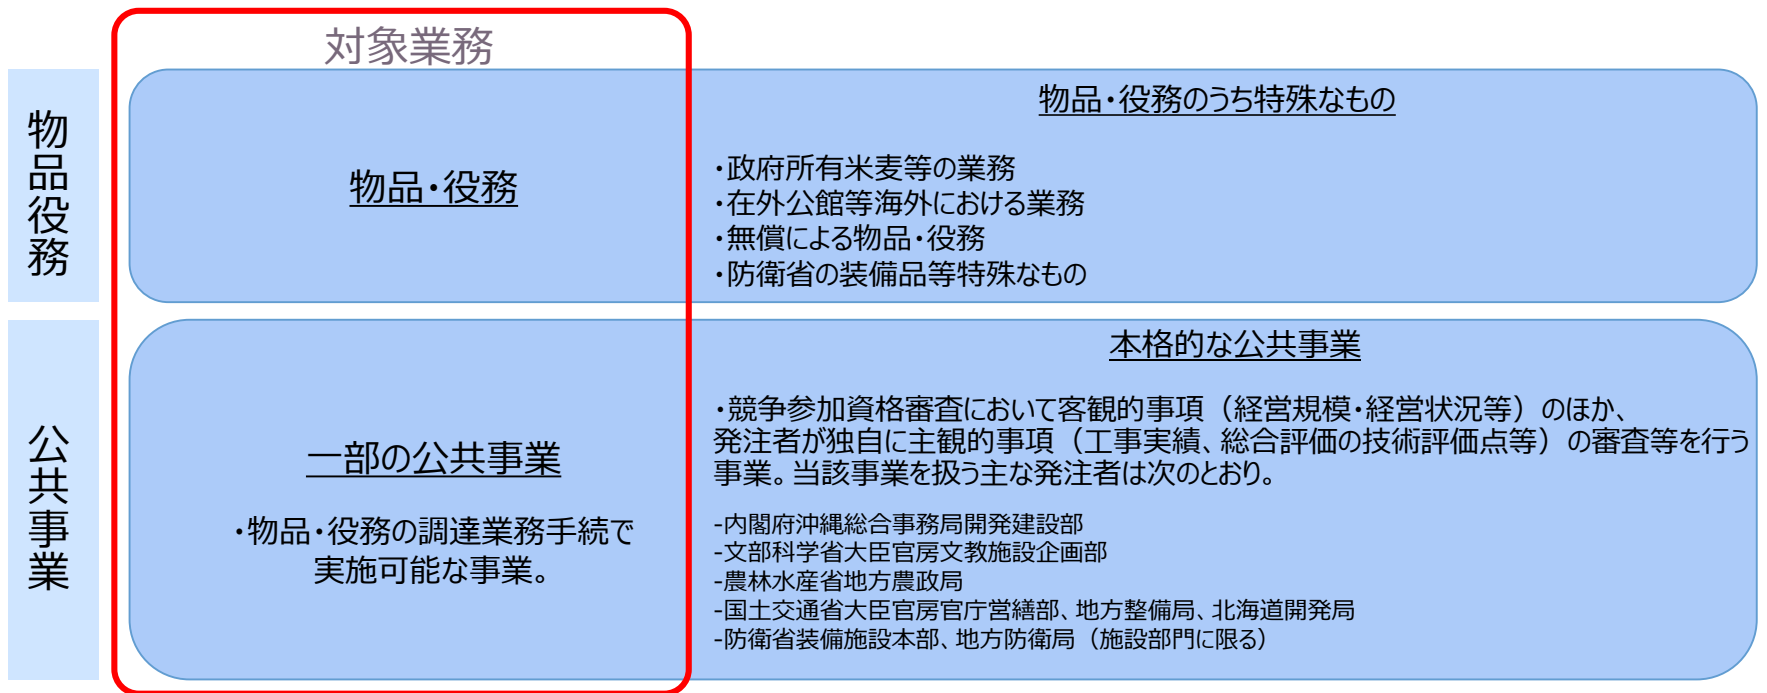 対象業務
物品役務
物品・役務
物品・役務のうち特殊なもの
・政府所有米麦等の業務
・在外公館等海外における業務
・無償による物品・役務
・防衛省の装備品等特殊なもの
公共事業
一部の公共事業
・物品・役務の調達業務手続で
実施可能な事業。
本格的な公共事業
・競争参加資格審査において客観的事項（経営規模・経営状況等）のほか、
発注者が独自に主観的事項（工事実績、総合評価の技術評価点等）の審査等を行う
事業。当該事業を扱う主な発注者は次のとおり。
-内閣府沖縄総合事務局開発建設部
-文部科学省大臣官房文教施設企画部
-農林水産省地方農政局
-国土交通省大臣官房官庁営繕部、地方整備局、北海道開発局
-防衛省装備施設本部、地方防衛局（施設部門に限る）